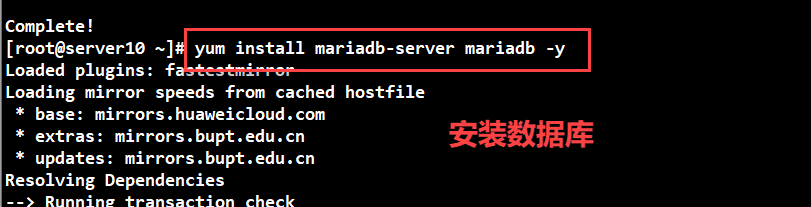 Complete!
[root@server10 ~]# yum install mariadb-server mariadb -y
Loaded plugins: fastestmirror
Loading mirror speeds from cached hostfile
* base: mirrors.huaweicloud.com
* extras: mirrors.bupt.edu.cn
安装数据库
* updates: mirrors.bupt.edu.cn
Resolving Dependencies
--> Running transaction check